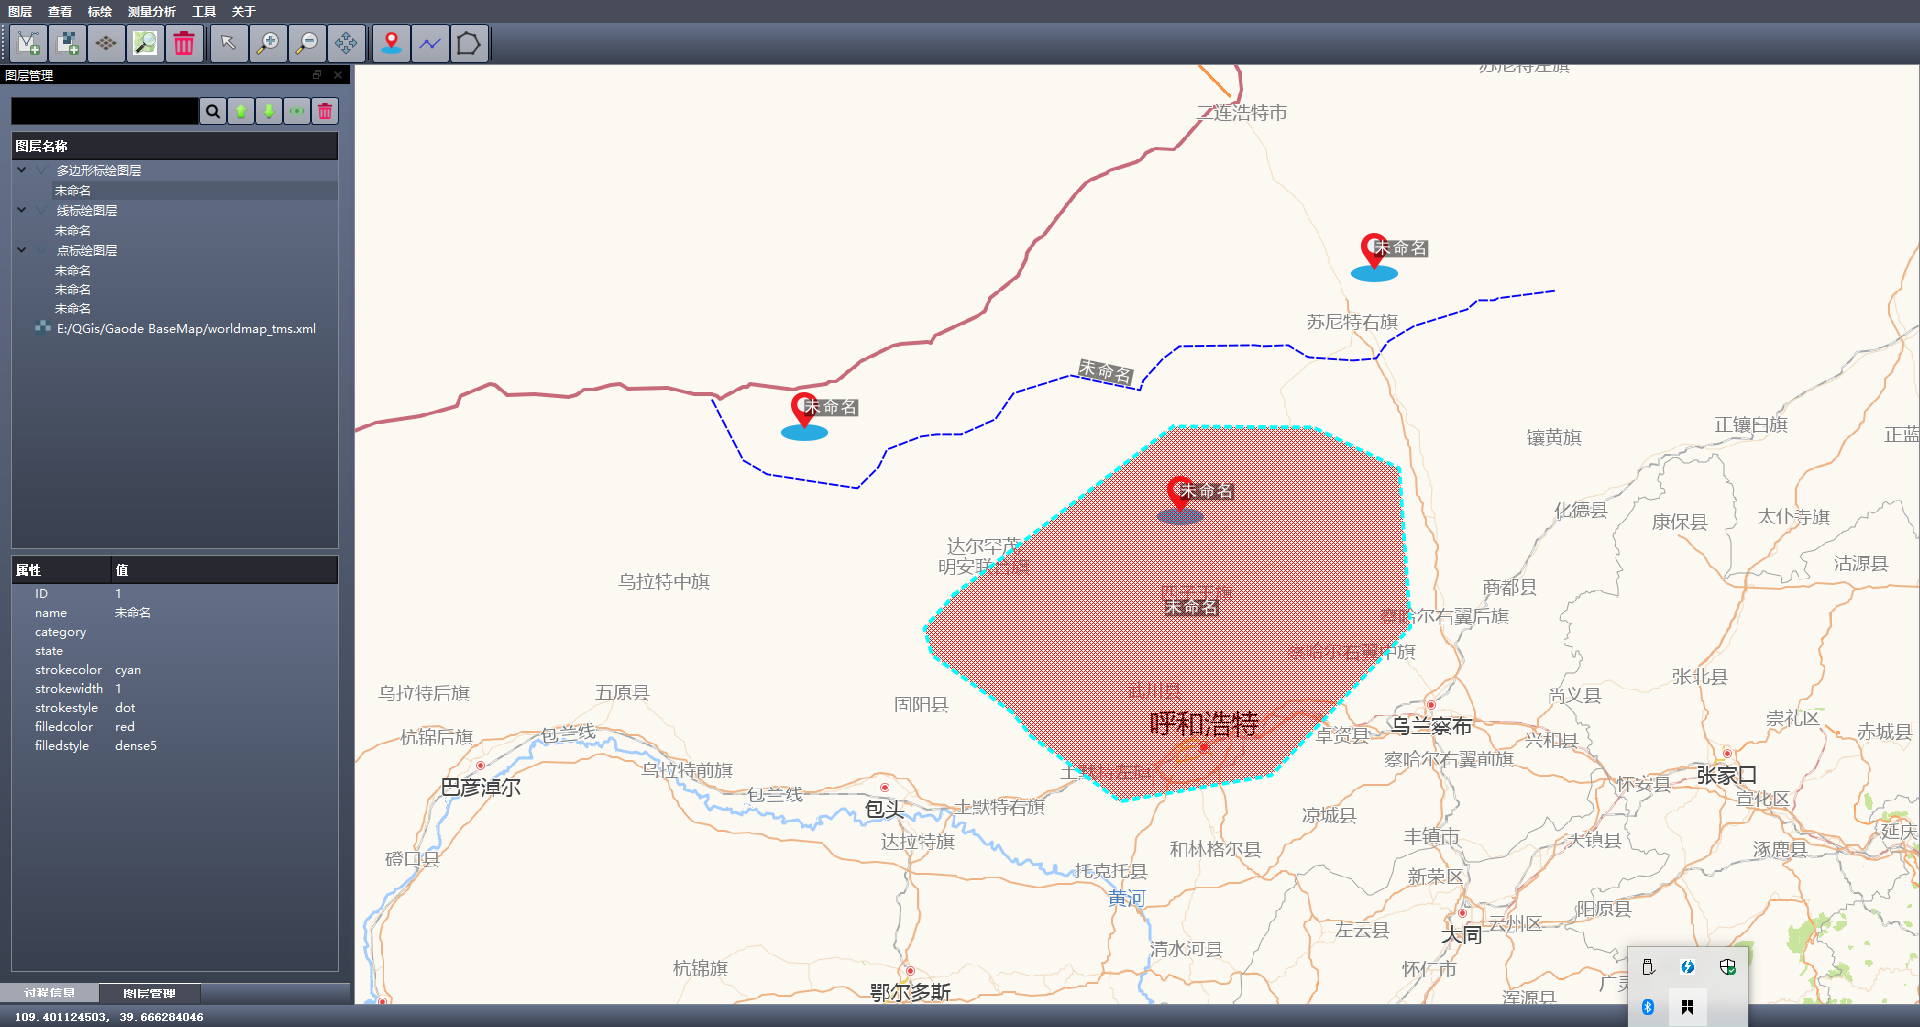 图层 查看 标绘 测量分析 工具 关于
图层管理
图层名称
多边形标绘图层
未命名
线标绘图层
未命名
点标绘图层
未命名
未命名
未命名
E:/QGis/Gaode BaseMap/worldmap_tms.xml
属性 值
ID 1
name 未命名
category
state
strokecolor cyan
strokewidth 1
strokestyle dot
filledcolor red
filledstyle dense5
过程信息 图层管理
109.401124503, 39.666284046
苏尼特左旗
二连浩特市
未命名
苏尼特右旗
未命名
未命名
正镶白旗
镶黄旗
正蓝
未命名
化德县
康保县
太仆寺旗
达尔罕茂
明安联合旗
沽源县
乌拉特中旗
商都县
四子王旗
未命名
察哈尔右翼后旗
察哈尔右翼中旗
张北县
乌拉特后旗
五原县
武川县
尚义县
固阳县
呼和浩特
崇礼区
乌兰察布
赤城县
杭锦后旗
包兰线
卓资县
兴和县
察哈尔右翼前旗
乌拉特前旗
土默特左旗
张家口
巴彦淖尔
怀安县
包兰线
宣化区
包头
土默特右旗
凉城县
延庆
丰镇市
大镇县
达拉特旗
和林格尔县
涿鹿县
磴口县
托克托县
新荣区
黄河
阳原县
云州区
左云县
大同
清水河县
杭锦旗
怀仁市
广灵
鄂尔多斯
浑源县